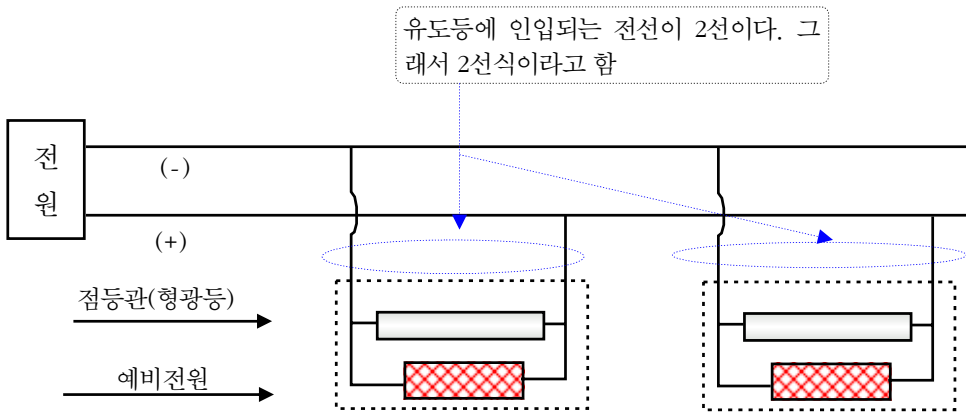 유도등에 인입되는 전선이 2선이다. 그
래서 2선식이라고 함
전
원
(-)
(+)
점등관(형광등)
예비전원